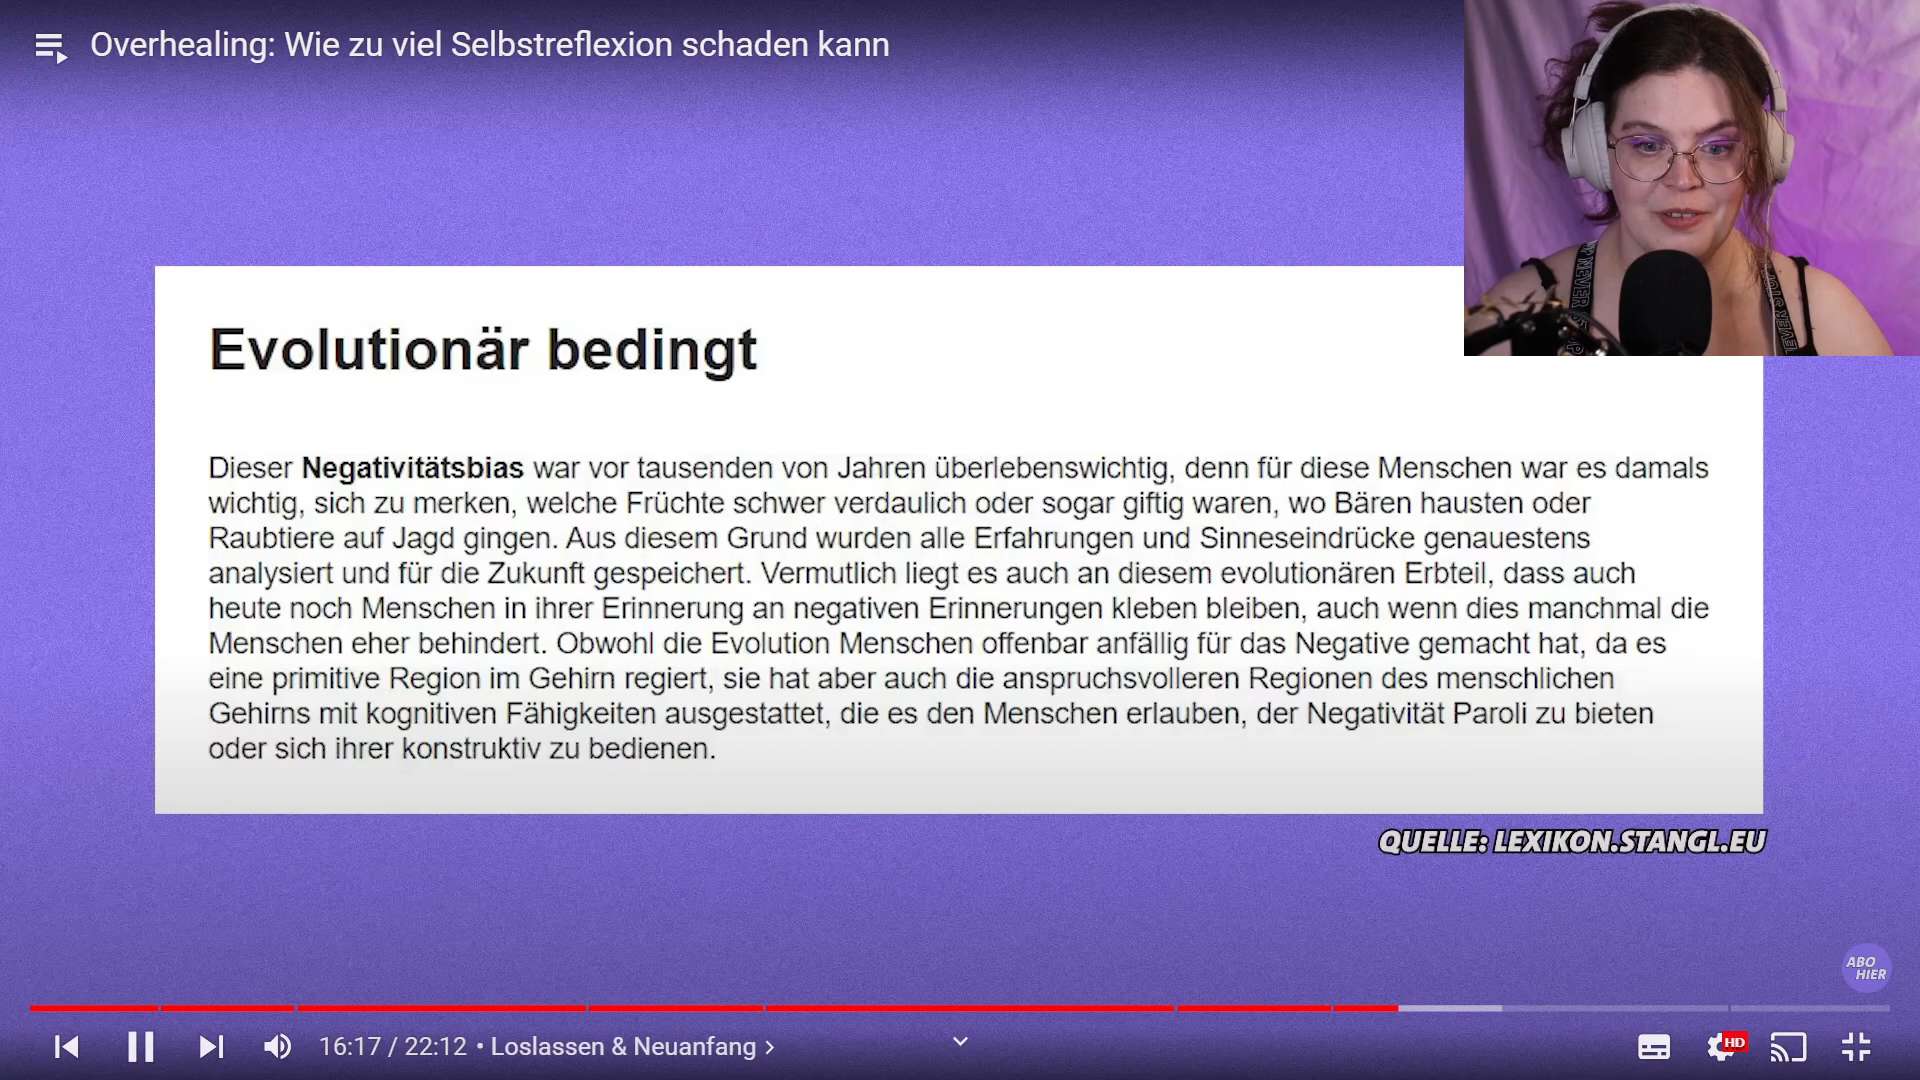 Overhealing: Wie zu viel Selbstreflexion schaden kann
Evolutionär bedingt
Dieser Negativitätsbias war vor tausenden von Jahren überlebenswichtig, denn für diese Menschen war es damals
wichtig, sich zu merken, welche Früchte schwer verdaulich oder sogar giftig waren, wo Bären hausten oder
Raubtiere auf Jagd gingen. Aus diesem Grund wurden alle Erfahrungen und Sinneseindrücke genauestens
analysiert und für die Zukunft gespeichert. Vermutlich liegt es auch an diesem evolutionären Erbteil, dass auch
heute noch Menschen in ihrer Erinnerung an negativen Erinnerungen kleben bleiben, auch wenn dies manchmal die
Menschen eher behindert. Obwohl die Evolution Menschen offenbar anfällig für das Negative gemacht hat, da es
eine primitive Region im Gehirn regiert, sie hat aber auch die anspruchsvolleren Regionen des menschlichen
Gehirns mit kognitiven Fähigkeiten ausgestattet, die es den Menschen erlauben, der Negativität Paroli zu bieten
oder sich ihrer konstruktiv zu bedienen.
QUELLE: LEXIKON.STANGL.EU
ABO
HIER
16:17 / 22:12 • Loslassen & Neuanfang
HD
NEVER
EVER STOP